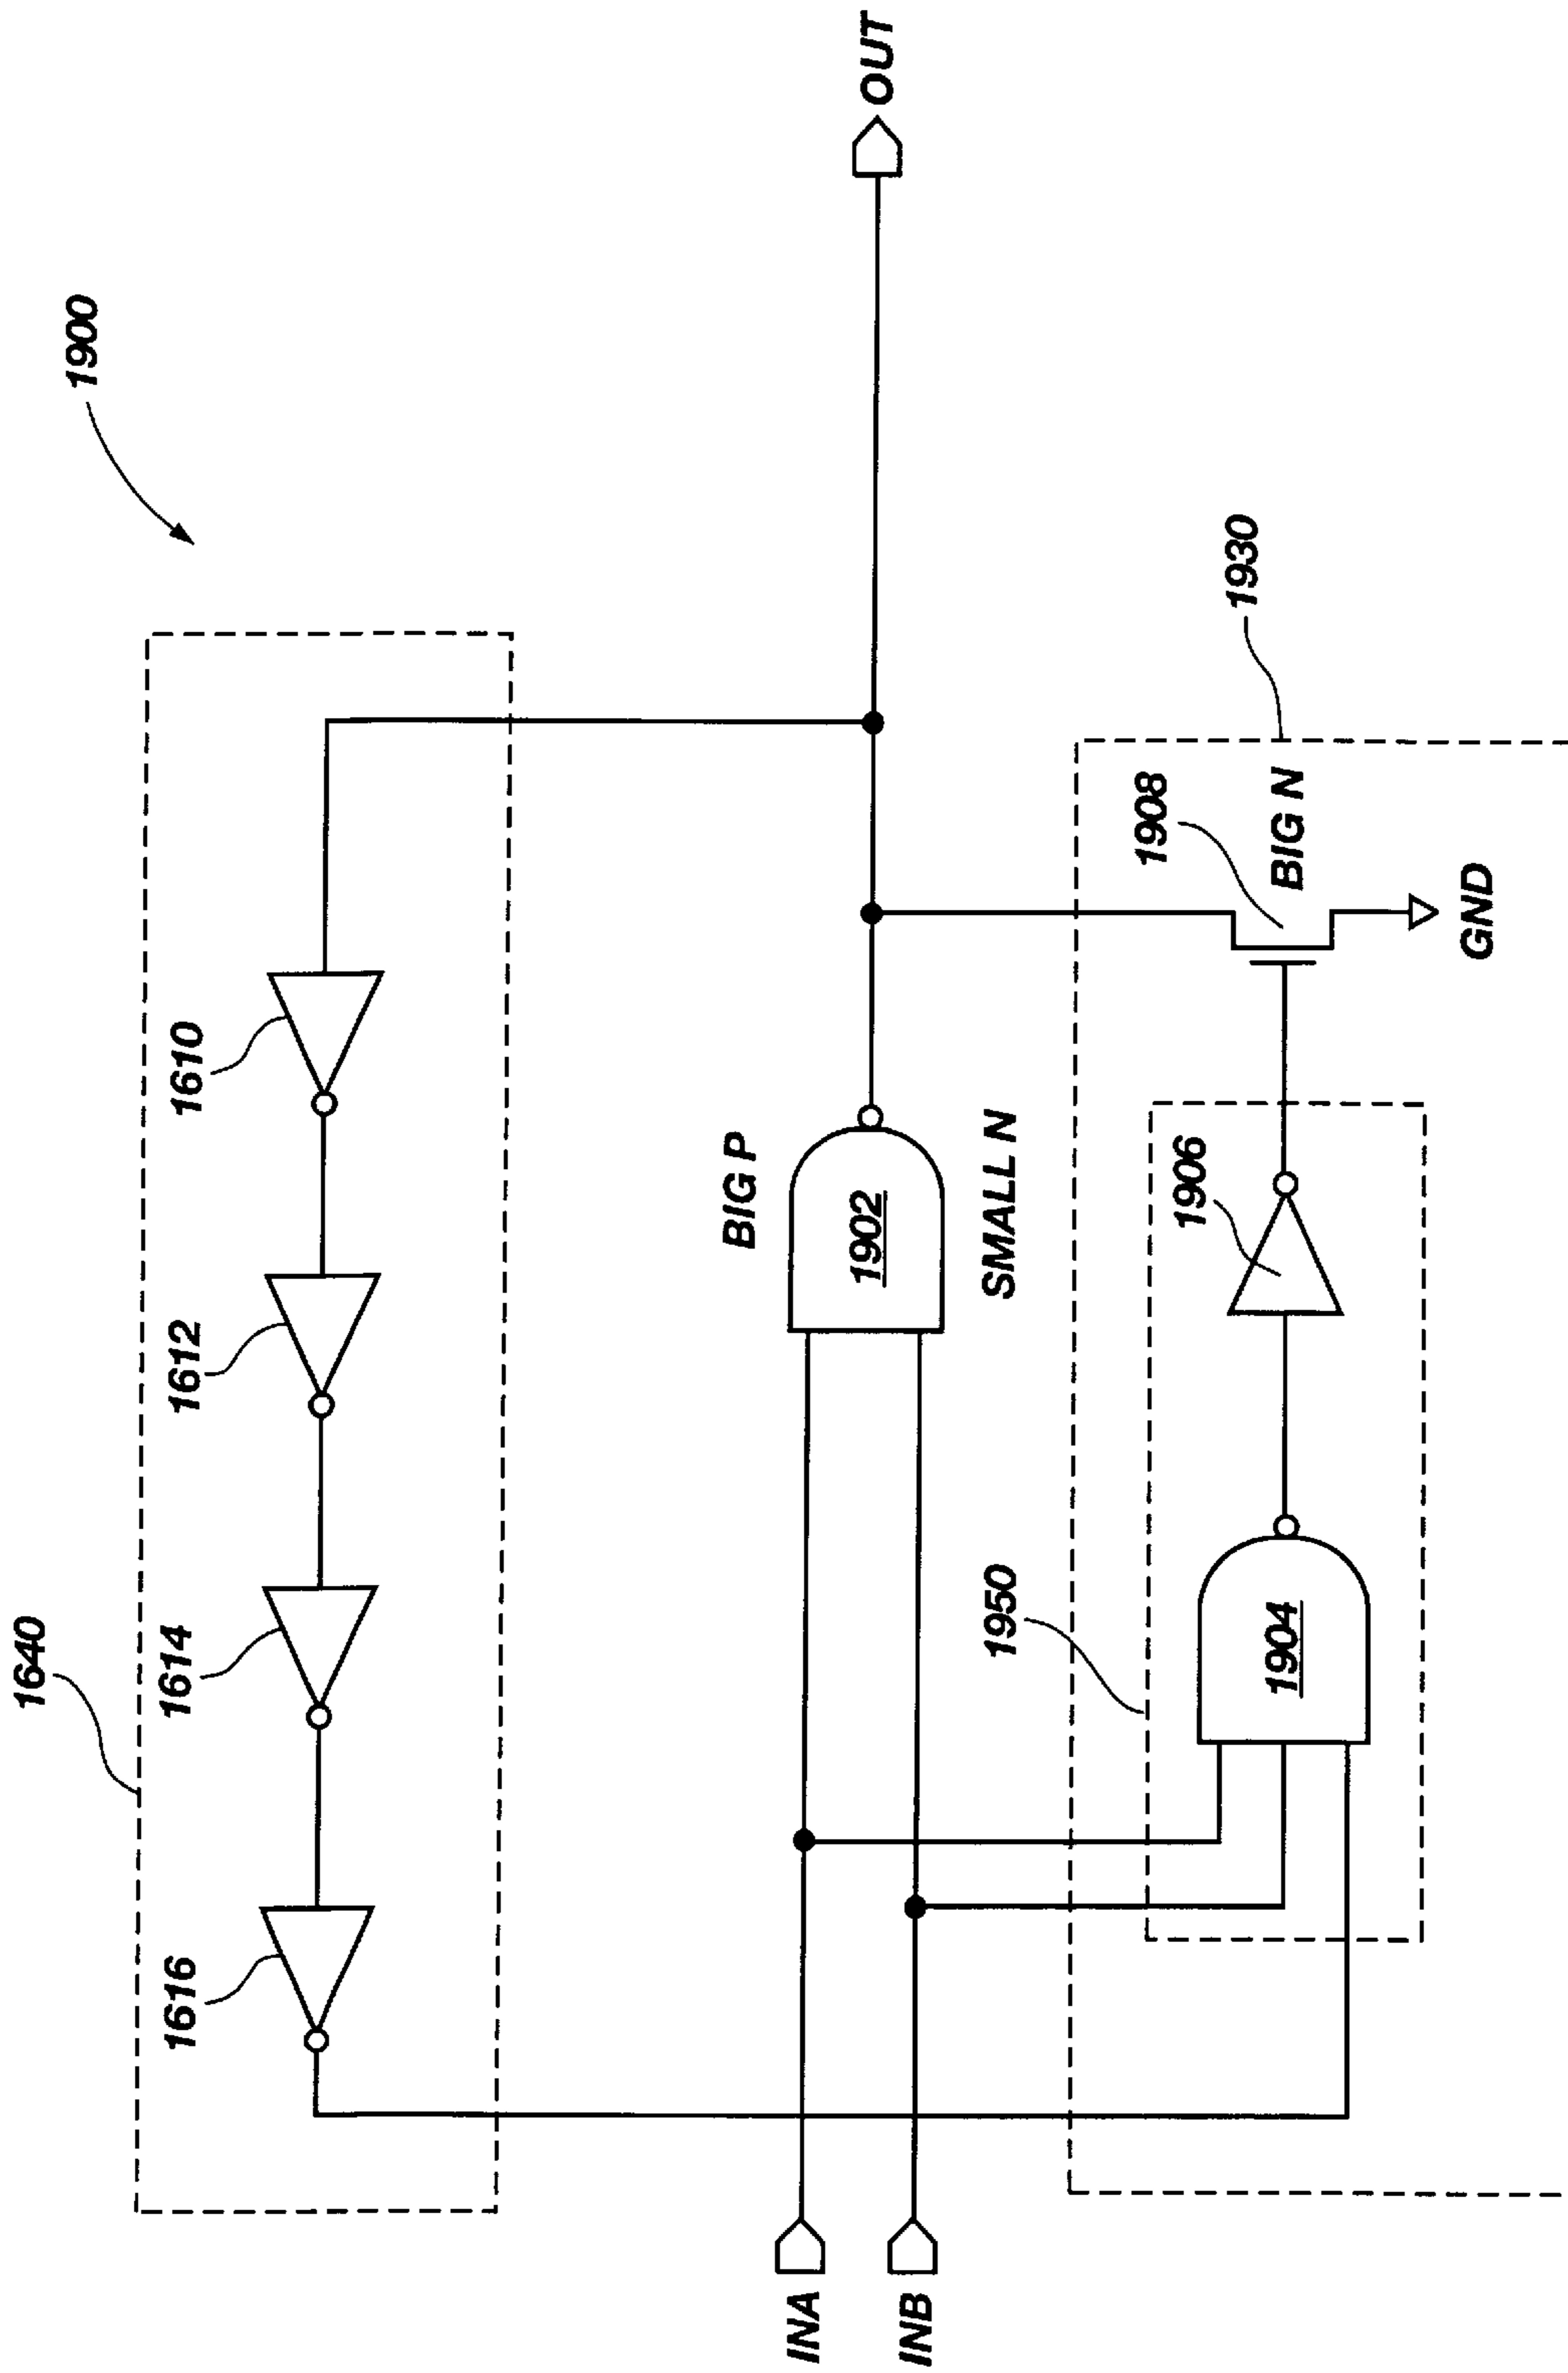 1900
1640
1616
1614
1612
1610
INA
INB
BIG P
1902
SMALL N
OUT
1930
1950
1904
1906
1908
BIG N
GND